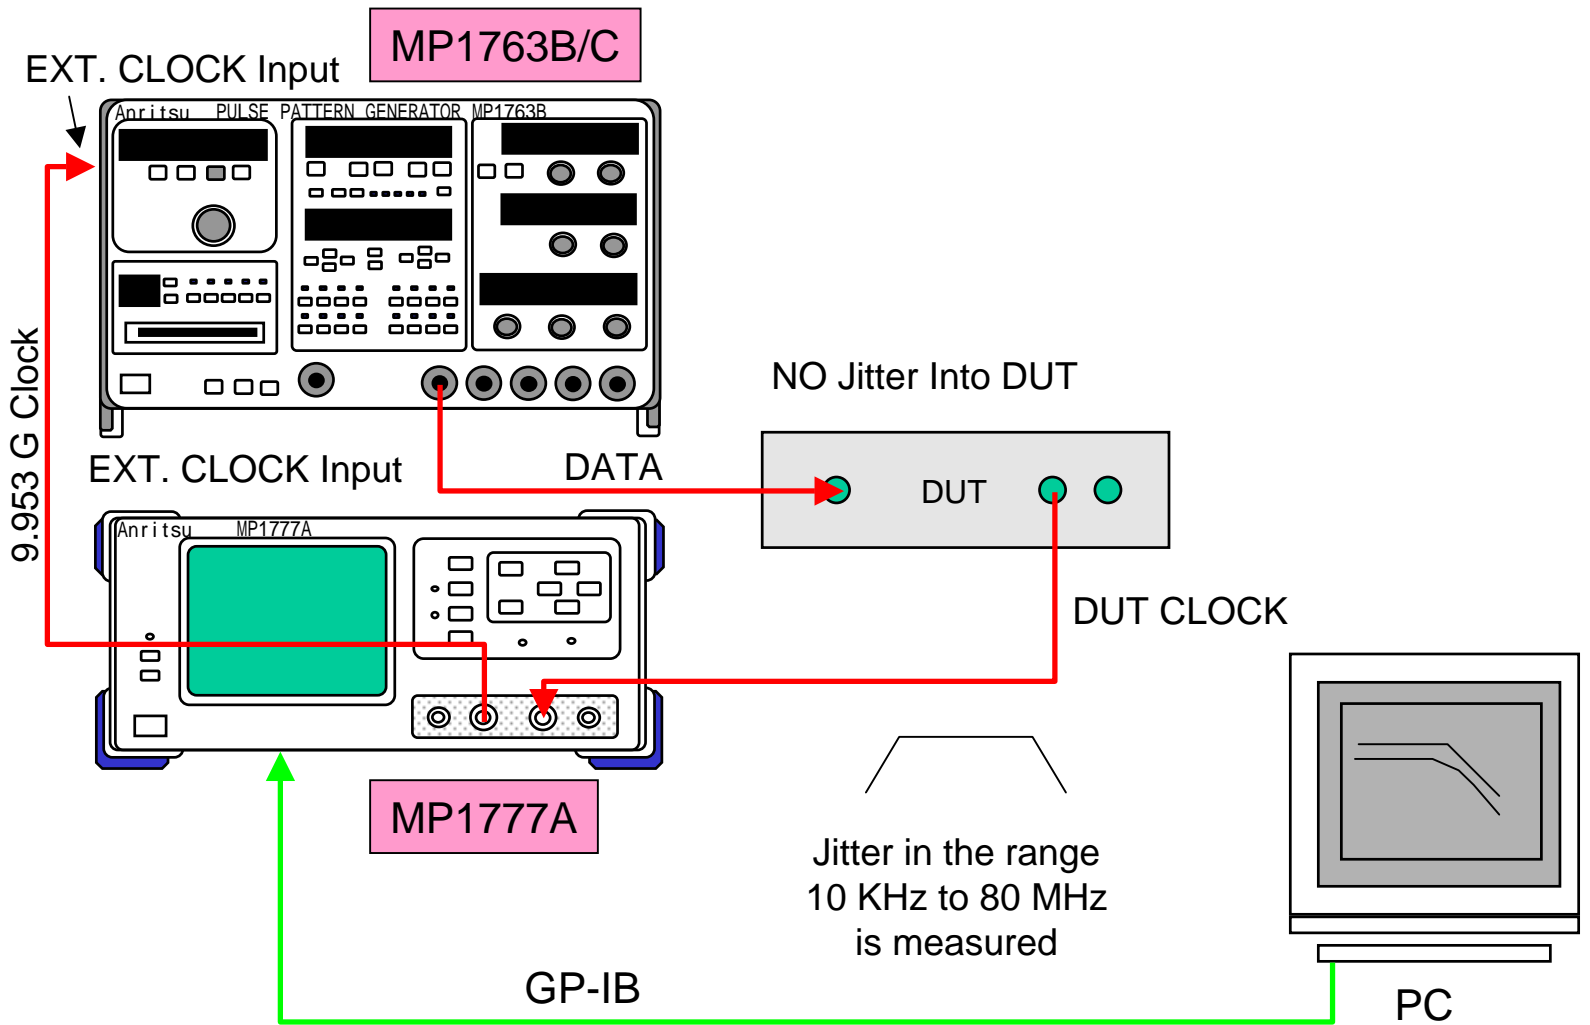 MP1763B/C
EXT. CLOCK Input
Anritsu PULSE PATTERN GENERATOR MP1763B
9.953 G Clock
NO Jitter Into DUT
EXT. CLOCK Input
DATA
DUT
Anritsu MP1777A
DUT CLOCK
MP1777A
Jitter in the range
10 KHz to 80 MHz
is measured
GP-IB
PC